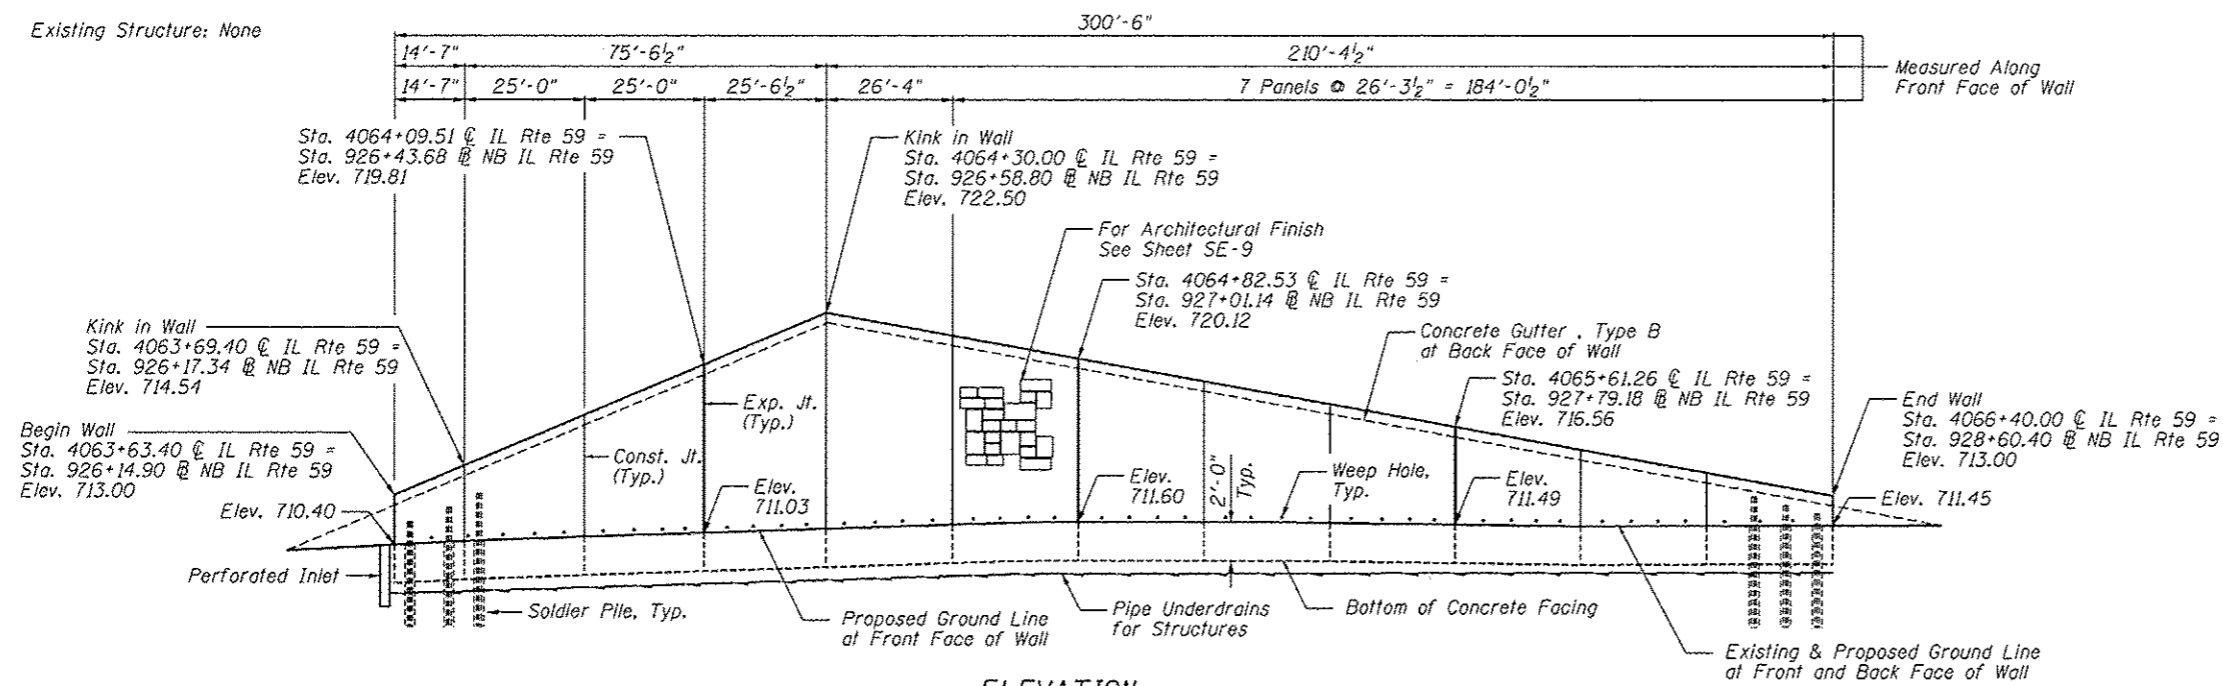 Existing Structure: None
300'-6"
14'-7"
75'-6½"
210'-4½"
Measured Along
Front Face of Wall
14'-7"
25'-0"
25'-0"
25'-6½"
26'-4"
7 Panels @ 26'-3½" = 184'-0½"
Sta. 4064+09.51 ℄ IL Rte 59 =
Sta. 926+43.68 BL NB IL Rte 59
Elev. 719.81
Kink in Wall
Sta. 4064+30.00 ℄ IL Rte 59 =
Sta. 926+58.80 BL NB IL Rte 59
Elev. 722.50
For Architectural Finish
See Sheet SE-9
Sta. 4064+82.53 ℄ IL Rte 59 =
Sta. 927+01.14 BL NB IL Rte 59
Elev. 720.12
Kink in Wall
Sta. 4063+69.40 ℄ IL Rte 59 =
Sta. 926+17.34 BL NB IL Rte 59
Elev. 714.54
Concrete Gutter, Type B
at Back Face of Wall
Sta. 4065+61.26 ℄ IL Rte 59 =
Sta. 927+79.18 BL NB IL Rte 59
Elev. 716.56
Begin Wall
Sta. 4063+63.40 ℄ IL Rte 59 =
Sta. 926+14.90 BL NB IL Rte 59
Elev. 713.00
End Wall
Sta. 4066+40.00 ℄ IL Rte 59 =
Sta. 928+60.40 BL NB IL Rte 59
Elev. 713.00
Exp. Jt.
(Typ.)
Const. Jt.
(Typ.)
Elev. 710.40
Elev.
711.03
Elev.
711.60
2'-0"
Typ.
Weep Hole,
Typ.
Elev.
711.49
Elev. 711.45
Perforated Inlet
Soldier Pile, Typ.
Proposed Ground Line
at Front Face of Wall
Pipe Underdrains
for Structures
Bottom of Concrete Facing
Existing & Proposed Ground Line
at Front and Back Face of Wall
ELEVATION